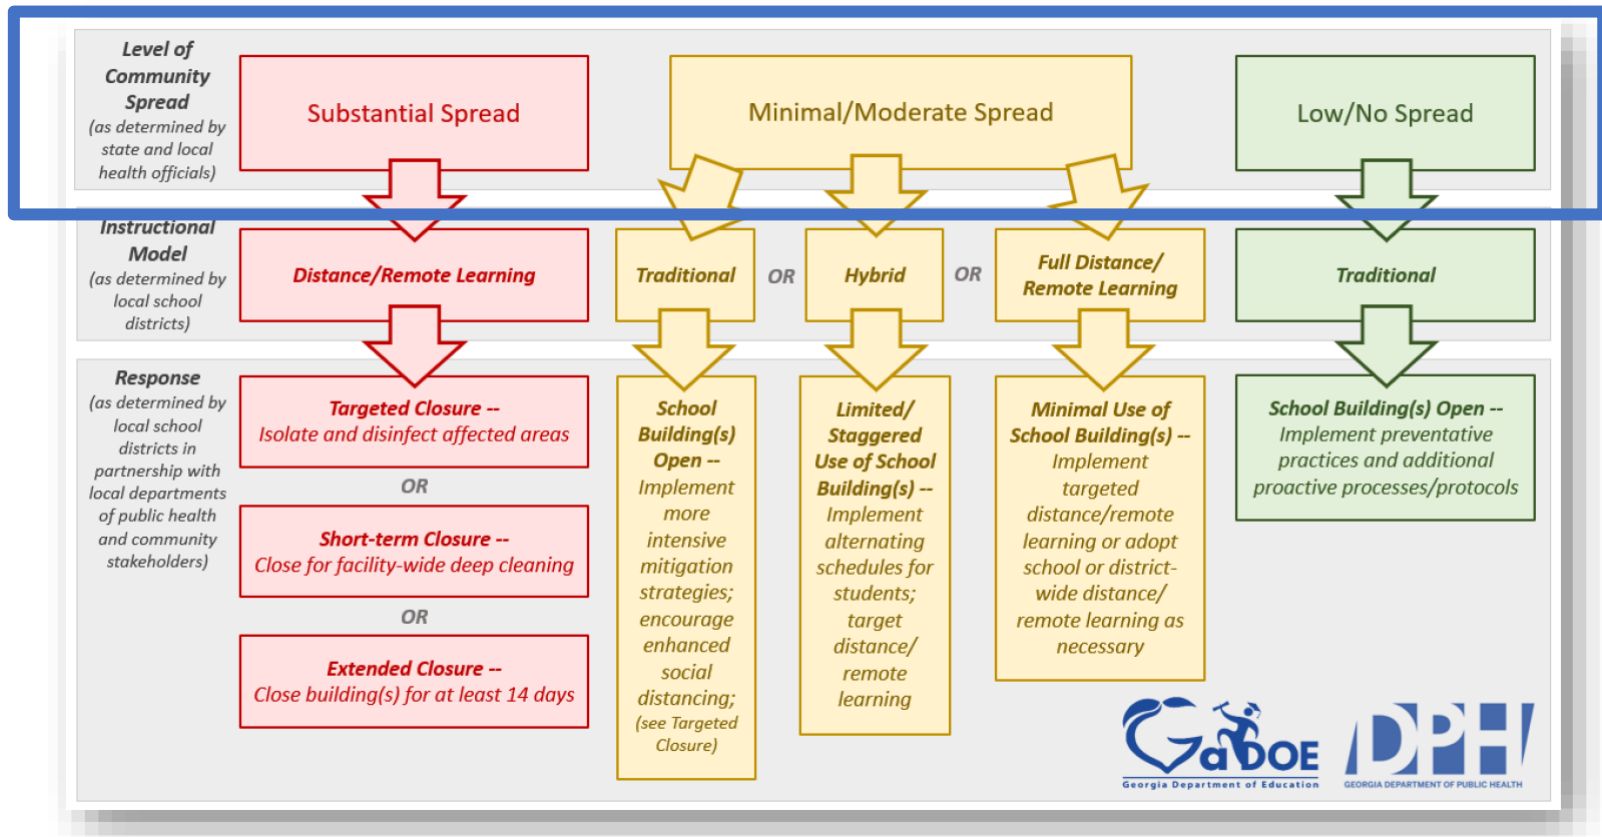 Level of
Community
Spread
(as determined by
state and local
health officials)
Substantial Spread
Minimal/Moderate Spread
Low/No Spread
Instructional
Model
(as determined by
local school
districts)
Distance/Remote Learning
Traditional
OR
Hybrid
OR
Full Distance/
Remote Learning
Traditional
Response
(as determined by
local school
districts in
partnership with
local departments
of public health
and community
stakeholders)
Targeted Closure --
Isolate and disinfect affected areas
OR
Short-term Closure --
Close for facility-wide deep cleaning
OR
Extended Closure --
Close building(s) for at least 14 days
School
Building(s)
Open --
Implement
more
intensive
mitigation
strategies;
encourage
enhanced
social
distancing;
(see Targeted
Closure)
Limited/
Staggered
Use of School
Building(s) --
Implement
alternating
schedules for
students;
target
distance/
remote
learning
Minimal Use of
School Building(s) --
Implement
targeted
distance/remote
learning or adopt
school or district-
wide distance/
remote learning as
necessary
School Building(s) Open --
Implement preventative
practices and additional
proactive processes/protocols
GaDOE
Georgia Department of Education
DPH
GEORGIA DEPARTMENT OF PUBLIC HEALTH